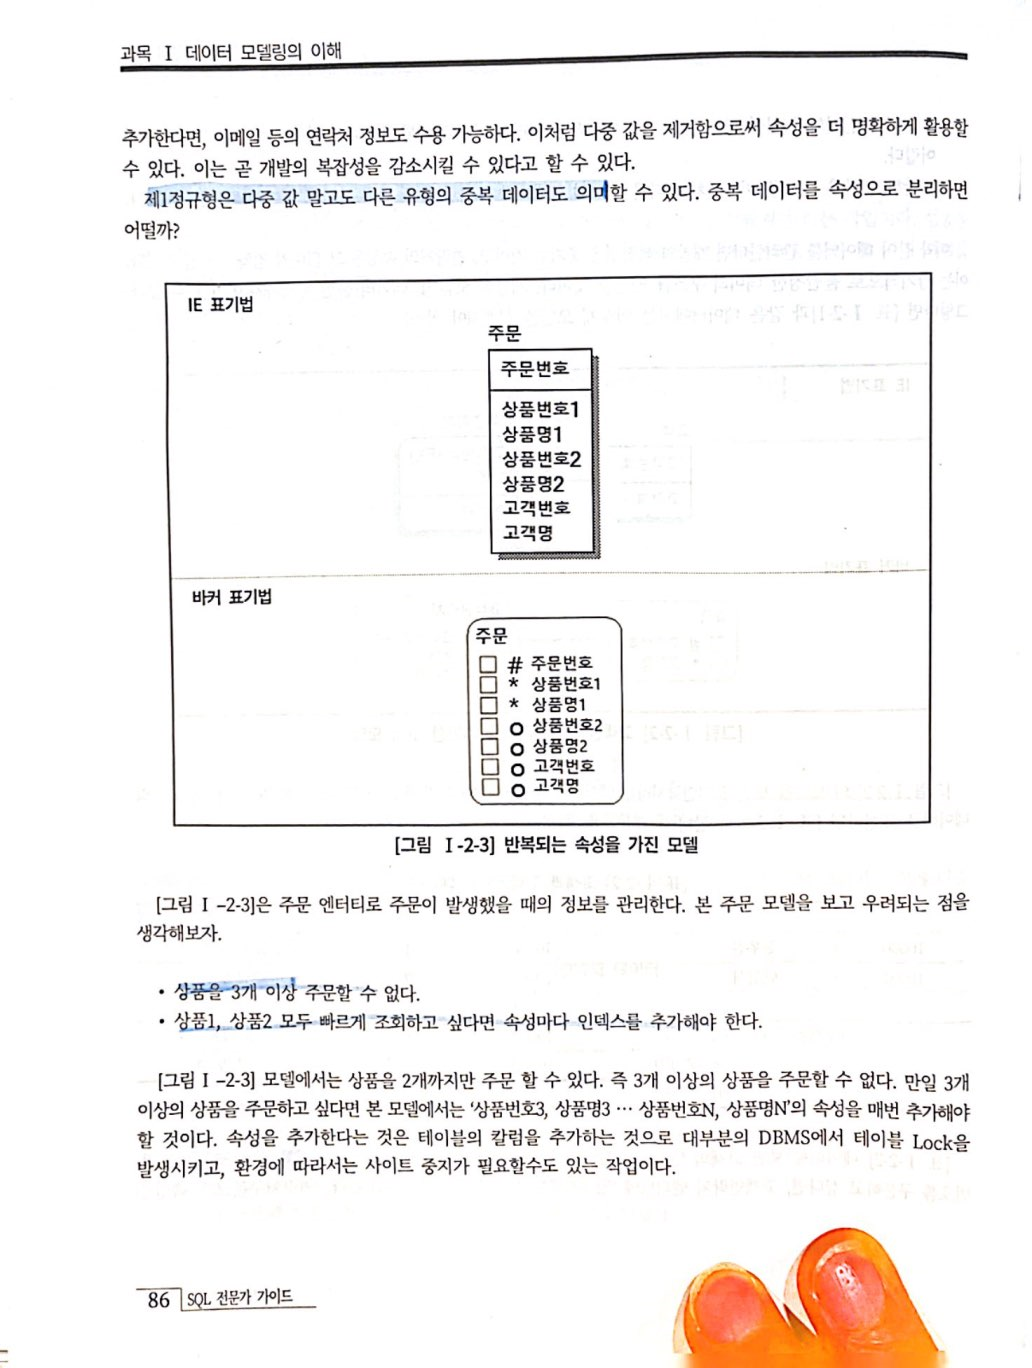 과목 Ⅰ 데이터 모델링의 이해
추가한다면, 이메일 등의 연락처 정보도 수용 가능하다. 이처럼 다중 값을 제거함으로써 속성을 더 명확하게 활용할
수 있다. 이는 곧 개발의 복잡성을 감소시킬 수 있다고 할 수 있다.
제1정규형은 다중 값 말고도 다른 유형의 중복 데이터도 의미할 수 있다. 중복 데이터를 속성으로 분리하면
어떨까?
IE 표기법
주문
주문번호
상품번호1
상품명1
상품번호2
상품명2
고객번호
고객명
바커 표기법
주문
□ # 주문번호
□ * 상품번호1
□ * 상품명1
□ o 상품번호2
□ o 상품명2
□ o 고객번호
□ o 고객명
[그림 Ⅰ-2-3] 반복되는 속성을 가진 모델
[그림 Ⅰ-2-3]은 주문 엔터티로 주문이 발생했을 때의 정보를 관리한다. 본 주문 모델을 보고 우려되는 점을
생각해보자.
• 상품을 3개 이상 주문할 수 없다.
• 상품1, 상품2 모두 빠르게 조회하고 싶다면 속성마다 인덱스를 추가해야 한다.
[그림 Ⅰ-2-3] 모델에서는 상품을 2개까지만 주문 할 수 있다. 즉 3개 이상의 상품을 주문할 수 없다. 만일 3개
이상의 상품을 주문하고 싶다면 본 모델에서는 ‘상품번호3, 상품명3 … 상품번호N, 상품명N’의 속성을 매번 추가해야
할 것이다. 속성을 추가한다는 것은 테이블의 칼럼을 추가하는 것으로 대부분의 DBMS에서 테이블 Lock을
발생시키고, 환경에 따라서는 사이트 중지가 필요할수도 있는 작업이다.
86 SQL 전문가 가이드